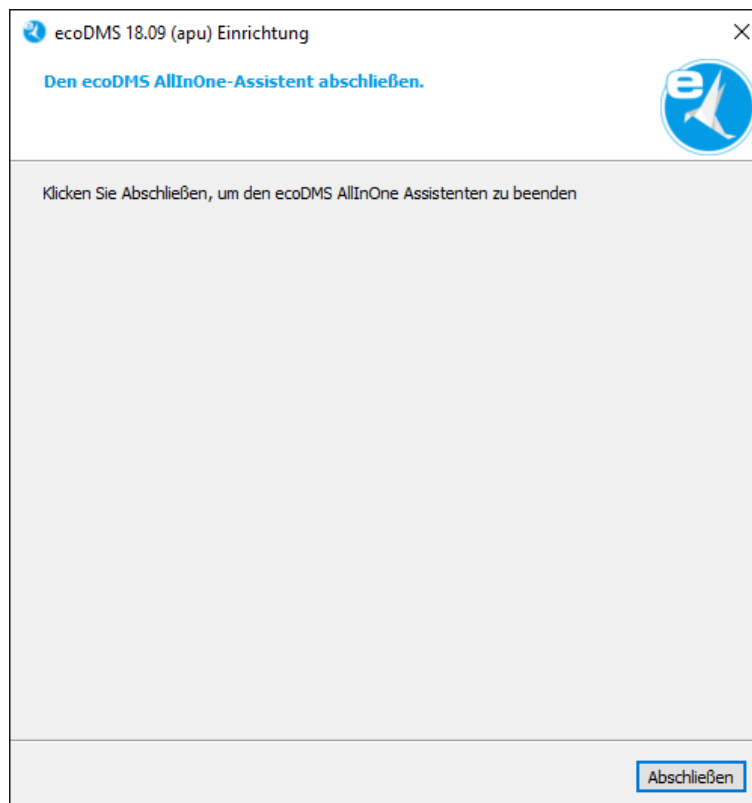 ecoDMS 18.09 (apu) Einrichtung
Den ecoDMS AllInOne-Assistent abschließen.
e
Klicken Sie Abschließen, um den ecoDMS AllInOne Assistenten zu beenden
Abschließen